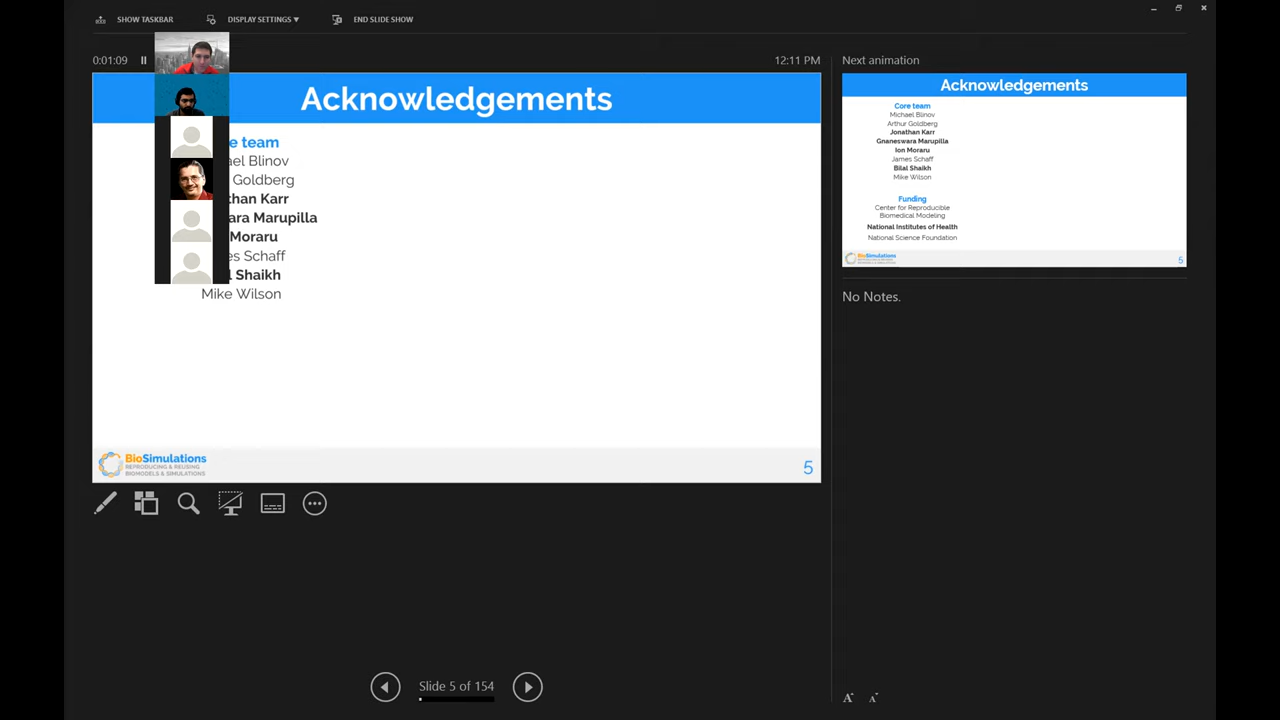 SHOW TASKBAR
DISPLAY SETTINGS ▼
END SLIDE SHOW
0:01:09
12:11 PM
Acknowledgements
e team
ael Blinov
Goldberg
than Karr
ara Marupilla
Moraru
es Schaff
l Shaikh
Mike Wilson
BioSimulations
REPRODUCING & REUSING
BIOMODELS & SIMULATIONS
5
Slide 5 of 154
Next animation
Acknowledgements
Core team
Michael Blinov
Arthur Goldberg
Jonathan Karr
Gnaneswara Marupilla
Ion Moraru
James Schaff
Bilal Shaikh
Mike Wilson
Funding
Center for Reproducible
Biomedical Modeling
National Institutes of Health
National Science Foundation
BioSimulations
5
No Notes.
A
A